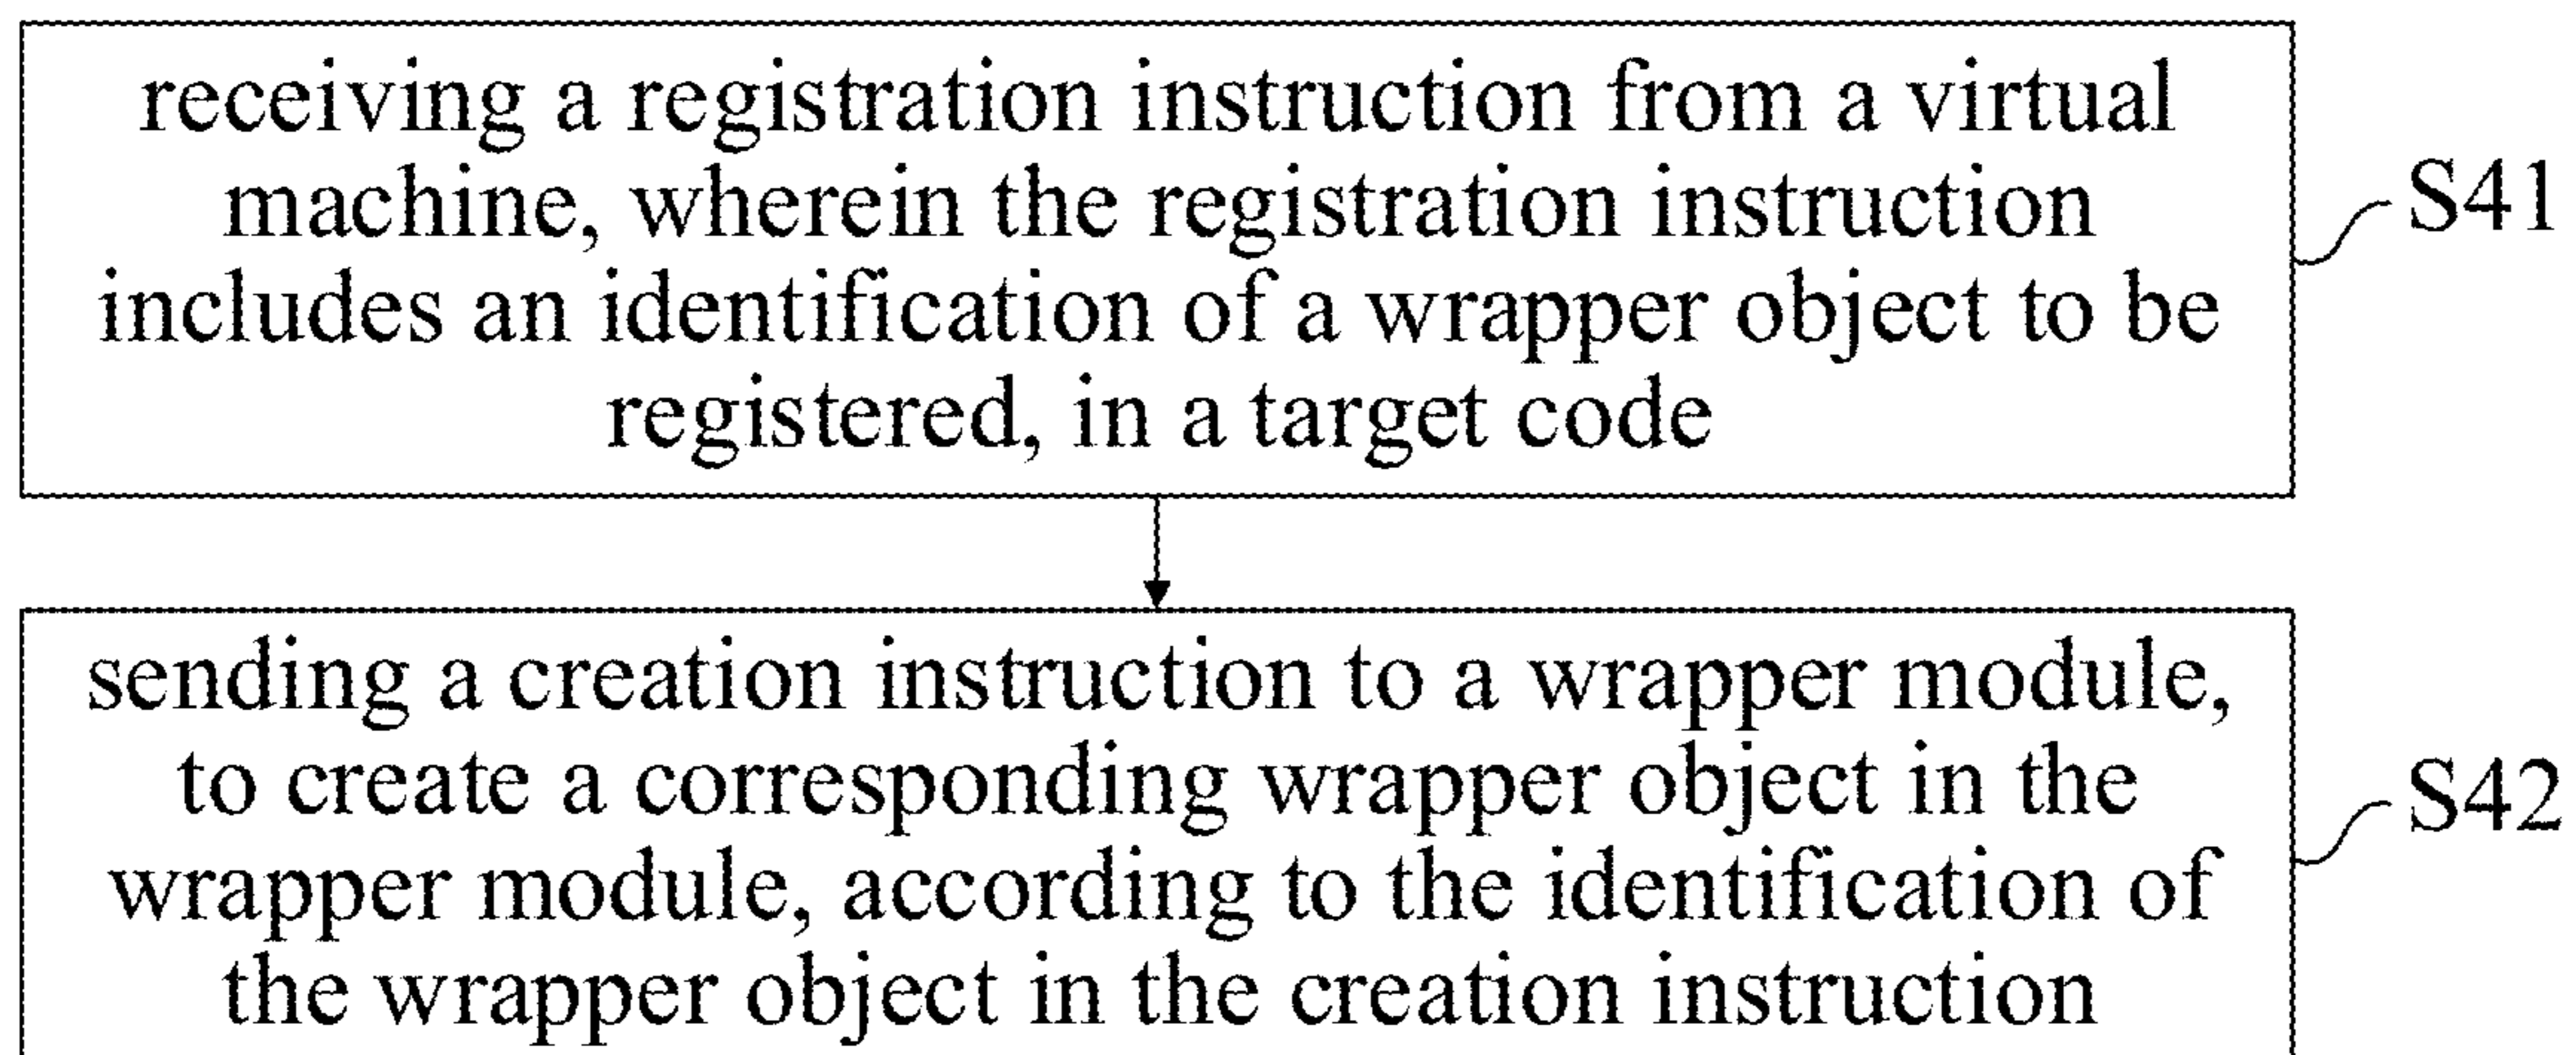 receiving a registration instruction from a virtual
machine, wherein the registration instruction
includes an identification of a wrapper object to be
registered, in a target code
S41
sending a creation instruction to a wrapper module,
to create a corresponding wrapper object in the
wrapper module, according to the identification of
the wrapper object in the creation instruction
S42